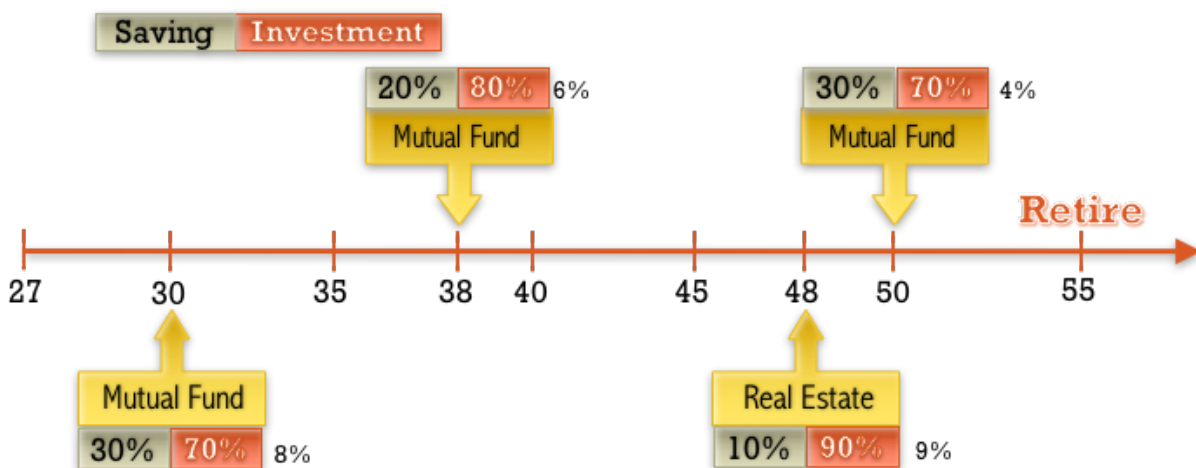 Saving Investment
20% 80% 6%
Mutual Fund
30% 70% 4%
Mutual Fund
Retire
27 30 35 38 40 45 48 50 55
Mutual Fund
30% 70% 8%
Real Estate
10% 90% 9%